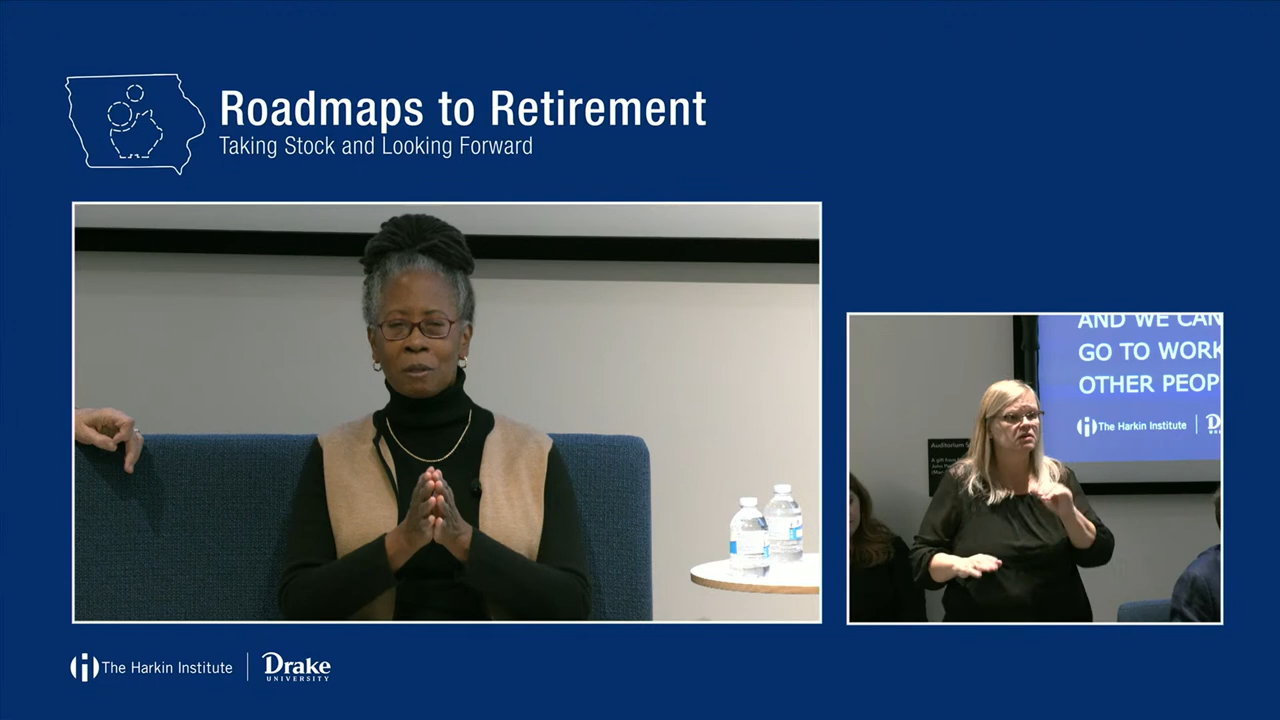 Roadmaps to Retirement
Taking Stock and Looking Forward
AND WE CAN
GO TO WORK
OTHER PEOP
The Harkin Institute
Auditorium
The Harkin Institute
Drake
UNIVERSITY